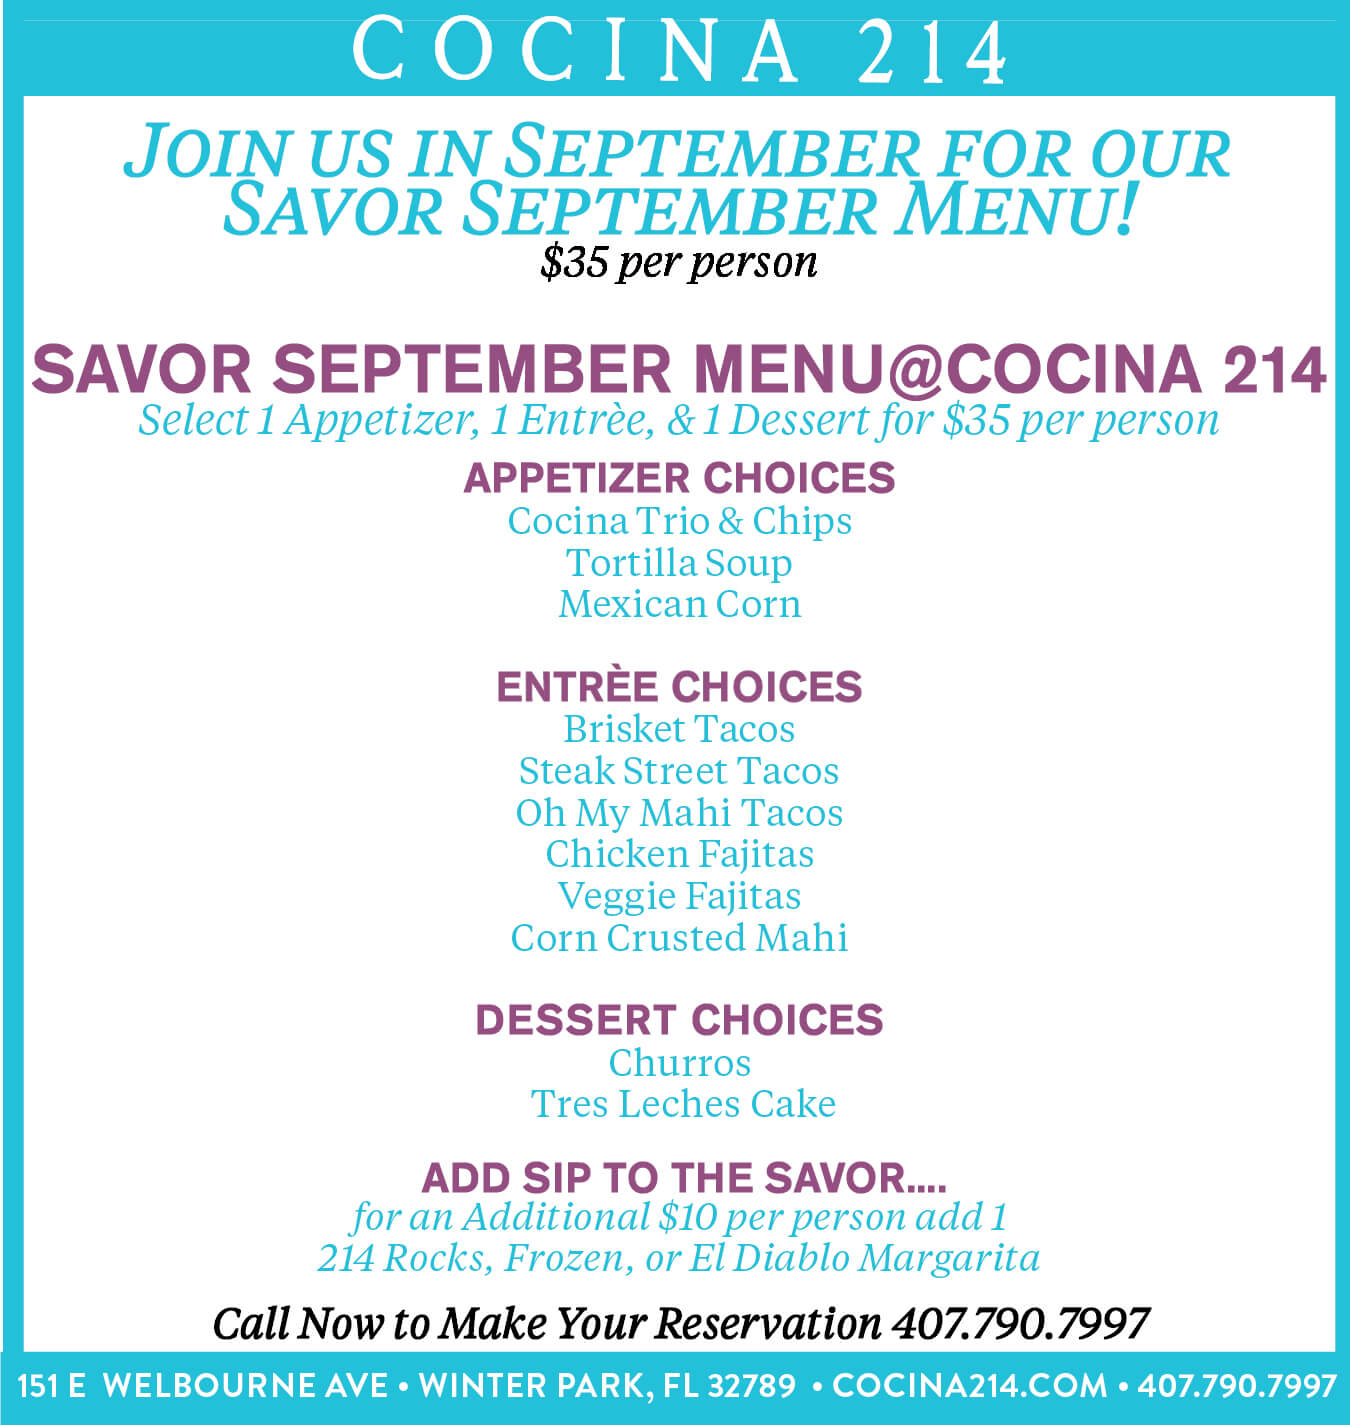 COCINA 214
JOIN US IN SEPTEMBER FOR OUR
SAVOR SEPTEMBER MENU!
$35 per person
SAVOR SEPTEMBER MENU@COCINA 214
Select 1 Appetizer, 1 Entrèe, & 1 Dessert for $35 per person
APPETIZER CHOICES
Cocina Trio & Chips
Tortilla Soup
Mexican Corn
ENTRÈE CHOICES
Brisket Tacos
Steak Street Tacos
Oh My Mahi Tacos
Chicken Fajitas
Veggie Fajitas
Corn Crusted Mahi
DESSERT CHOICES
Churros
Tres Leches Cake
ADD SIP TO THE SAVOR....
for an Additional $10 per person add 1
214 Rocks, Frozen, or El Diablo Margarita
Call Now to Make Your Reservation 407.790.7997
151 E WELBOURNE AVE • WINTER PARK, FL 32789 • COCINA214.COM • 407.790.7997